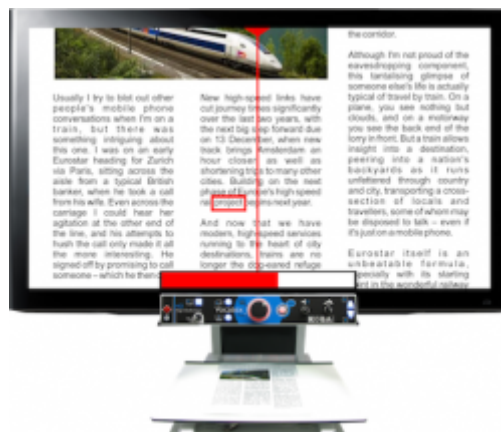 Usually I try to blot out other
people's mobile phone
conversations when I'm on a
train, but there was
something intriguing about
this one. I was on an early
Eurostar heading for Zurich
via Paris, sitting across the
aisle from a typical British
banker, when he took a call
from his wife. Even across the
carriage I could hear her
agitation at the other end of
the line, and his attempts to
hush the call only made it all
the more interesting. He
signed off by promising to call
someone – which he then
New high-speed links have
cut journey times significantly
over the last two years, with
the next big step forward due
on 13 December, when new
track brings Amsterdam an
hour closer as well as
shortening trips to many other
cities. Building on the next
phase of Europe's high speed
rail project begins next year.
And now that we have
modern, high-speed services
running to the heart of city
destinations, trains are no
longer the dog-eared refuge
the corridor.
Although I'm not proud of the
eavesdropping component,
this tantalising glimpse of
someone else's life is actually
typical of travel by train. On a
plane, you see nothing but
clouds, and on a motorway
you see the back end of the
lorry in front. But a train allows
insight into a destination,
peering into a nation's
backyards as it runs
unfettered through country
and city, transporting a cross-
section of locals and
travellers, some of whom may
be disposed to talk – even if
it's just on a mobile phone.
Eurostar itself is an
unbeatable formula,
especially with its starting
point in the wonderful railway